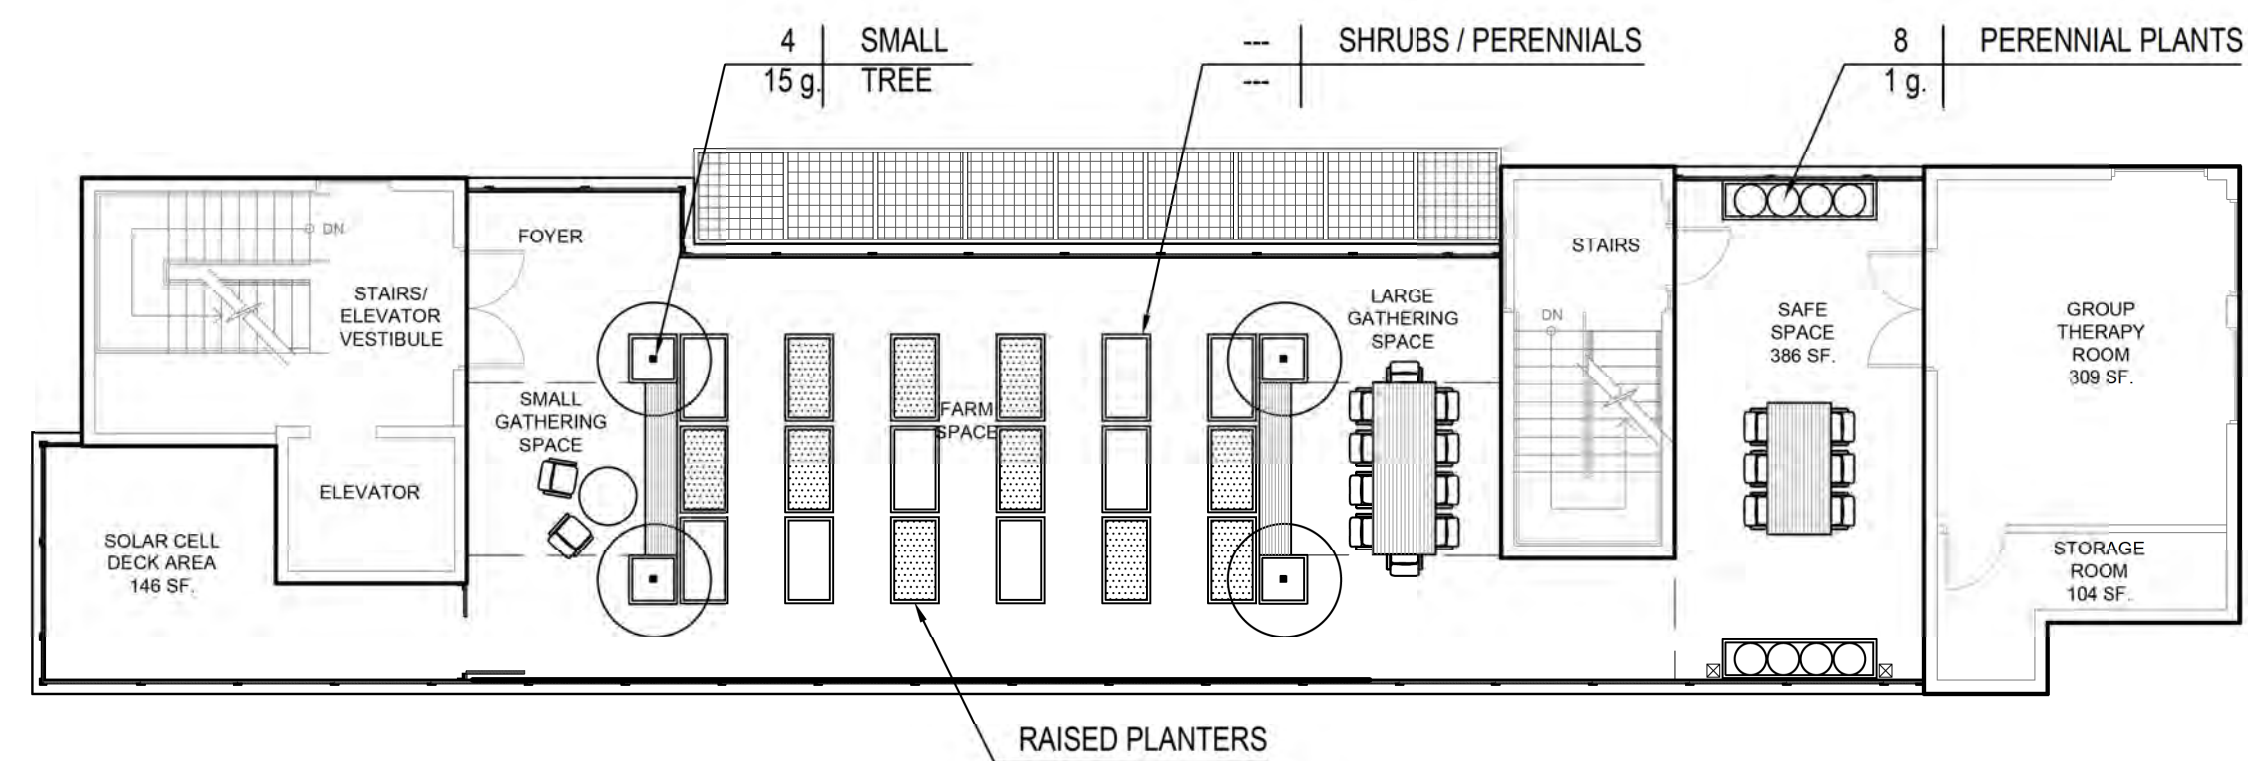 4 SMALL
15 g. TREE
--- SHRUBS / PERENNIALS
---
8 PERENNIAL PLANTS
1 g.
FOYER
DN
STAIRS/
ELEVATOR
VESTIBULE
ELEVATOR
SOLAR CELL
DECK AREA
146 SF.
SMALL
GATHERING
SPACE
FARM
SPACE
LARGE
GATHERING
SPACE
STAIRS
DN
SAFE
SPACE
386 SF.
GROUP
THERAPY
ROOM
309 SF.
STORAGE
ROOM
104 SF.
RAISED PLANTERS